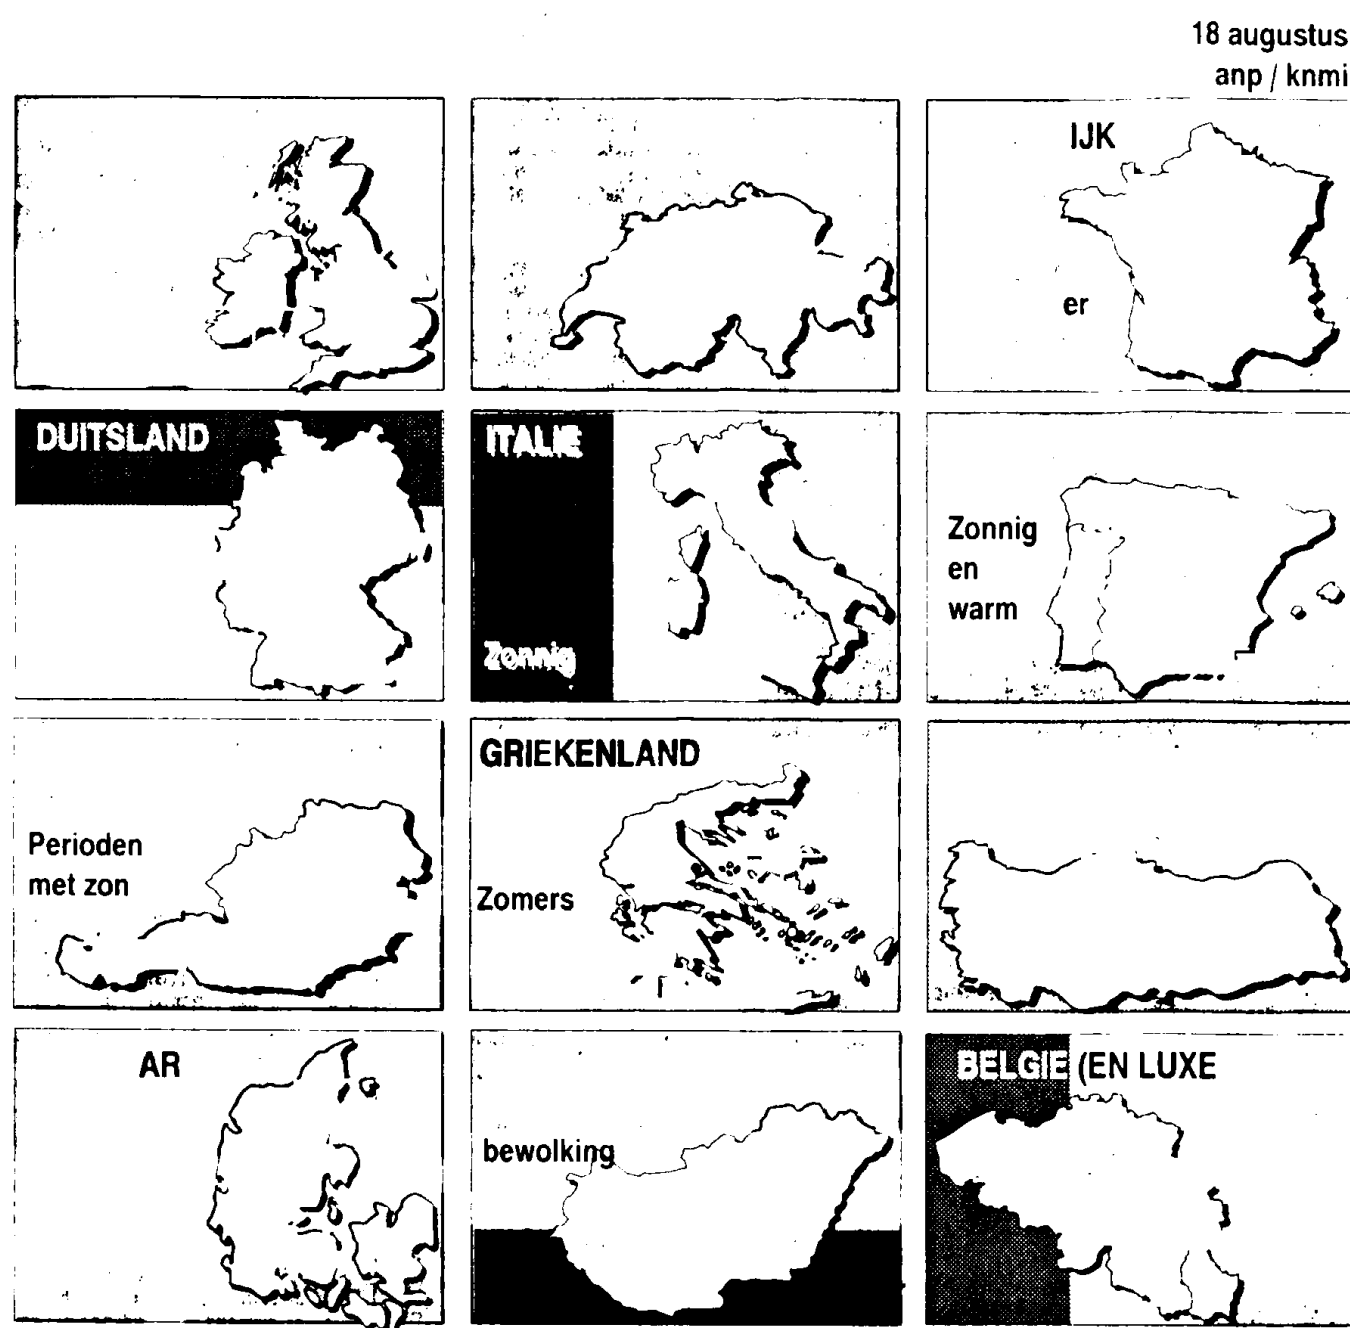 18 augustus
anp / knmi
IJK
er
DUITSLAND
ITALIE
Zonnig
Zonnig
en
warm
Perioden
met zon
GRIEKENLAND
Zomers
AR
bewolking
BELGIE (EN LUXE